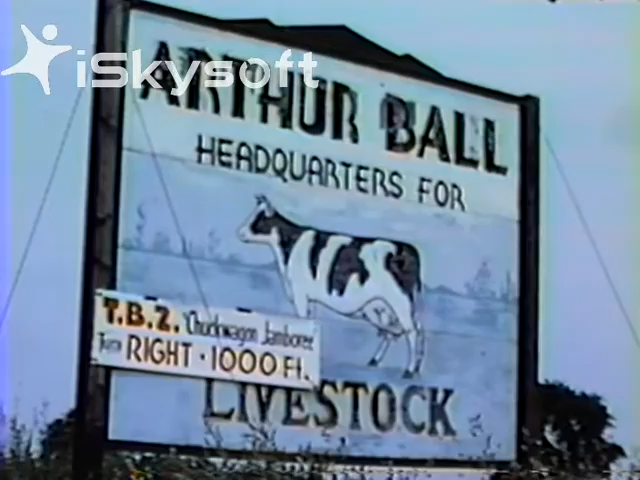 iSkysoft
ARTHUR BALL
HEADQUARTERS FOR
T.B.Z. Chuckwagon Jamboree
Turn RIGHT · 1000 Ft.
LIVESTOCK